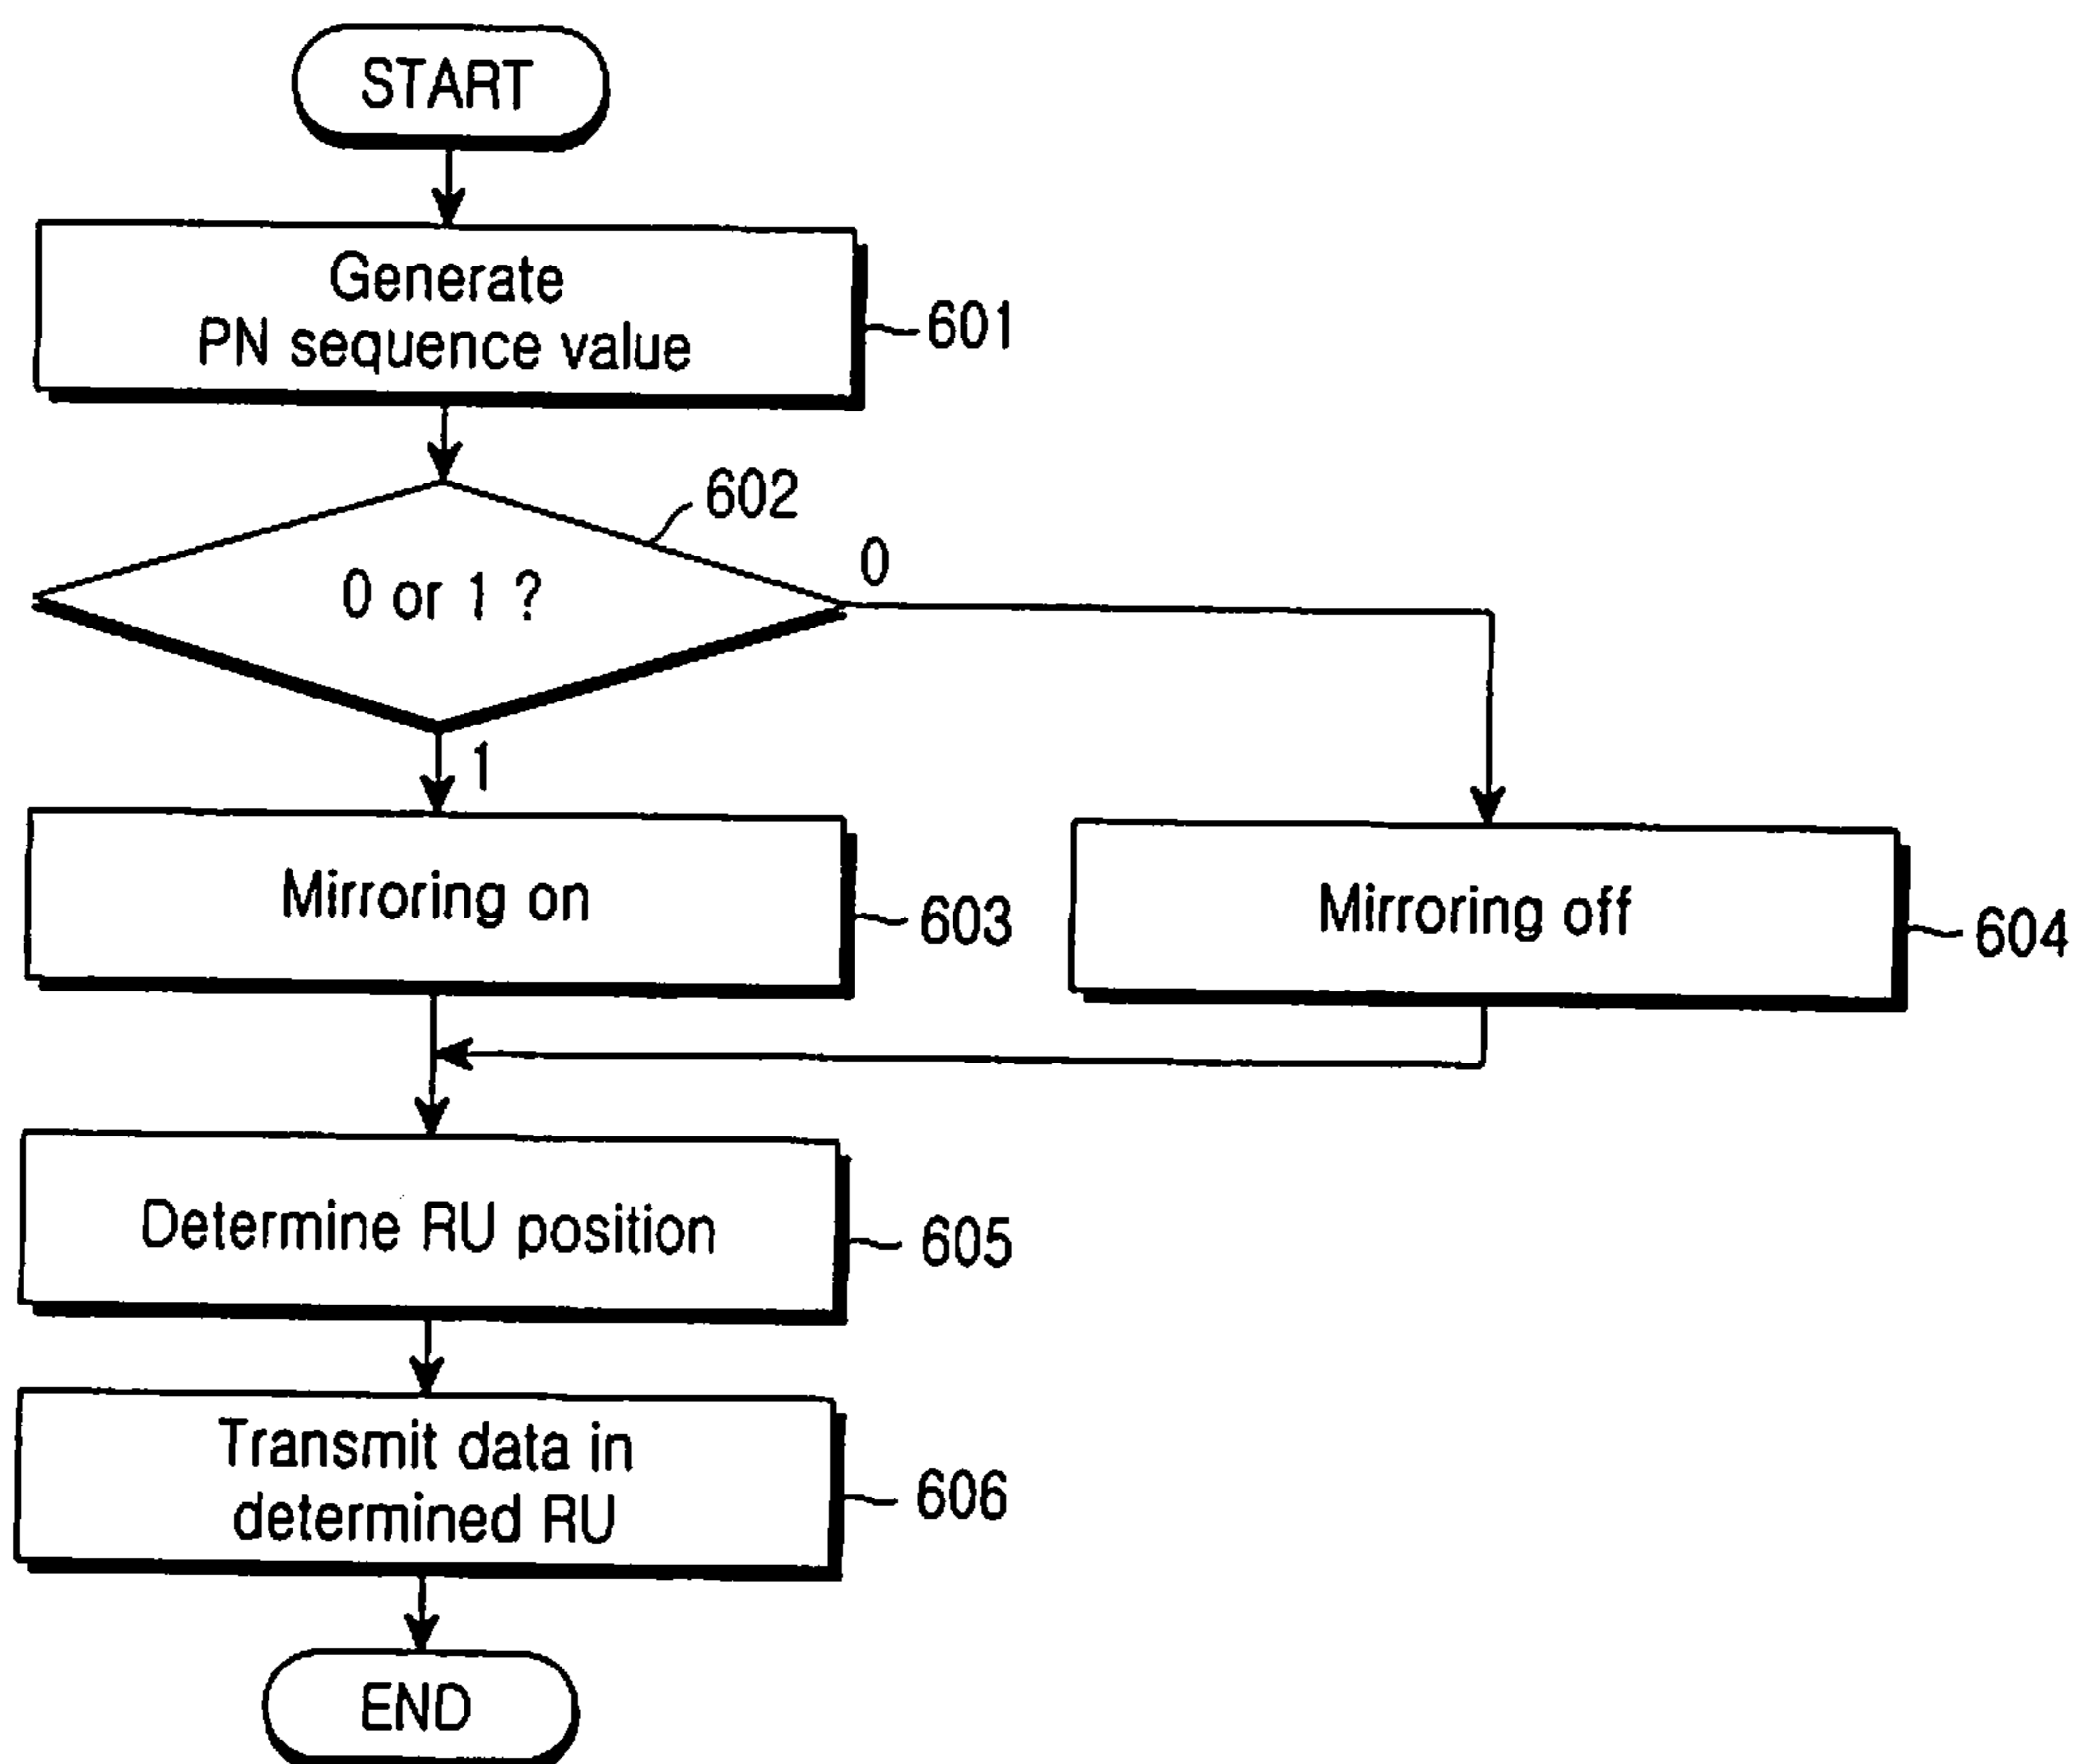 START
Generate
PN sequence value
601
602
0 or 1 ?
0
1
Mirroring on
603
Mirroring off
604
Determine RU position
605
Transmit data in
determined RU
606
END